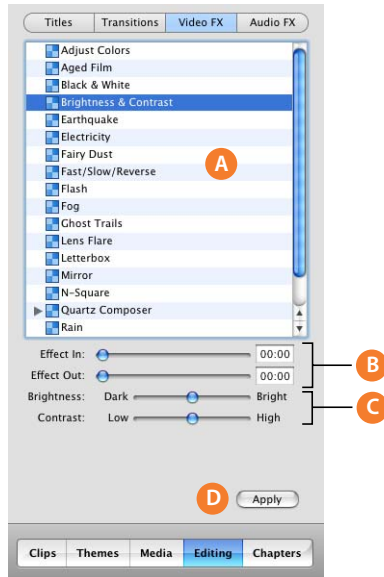 Titles Transitions Video FX Audio FX
Adjust Colors
Aged Film
Black & White
Brightness & Contrast
Earthquake
Electricity
Fairy Dust
Fast/Slow/Reverse
A
Flash
Fog
Ghost Trails
Lens Flare
Letterbox
Mirror
N-Square
Quartz Composer
Rain
Effect In: 00:00
B
Effect Out: 00:00
Brightness: Dark Bright
C
Contrast: Low High
D Apply
Clips Themes Media Editing Chapters